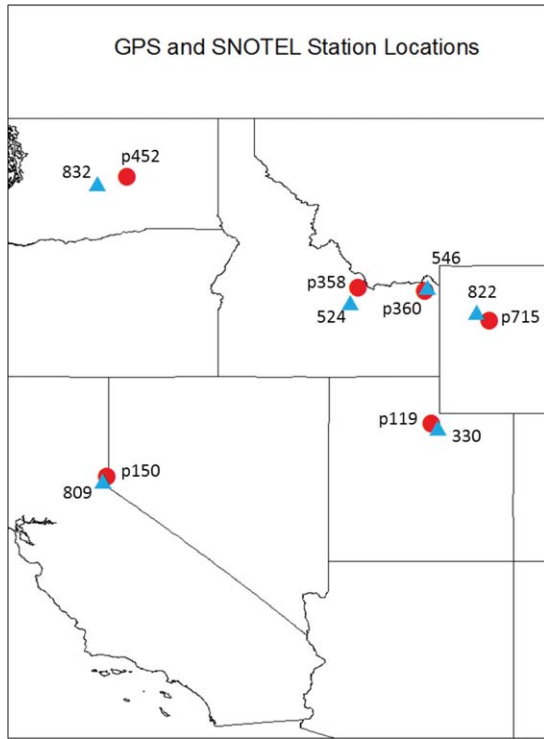 GPS and SNOTEL Station Locations
p452
832
546
p358
822
p360
524
p715
p119
330
p150
809